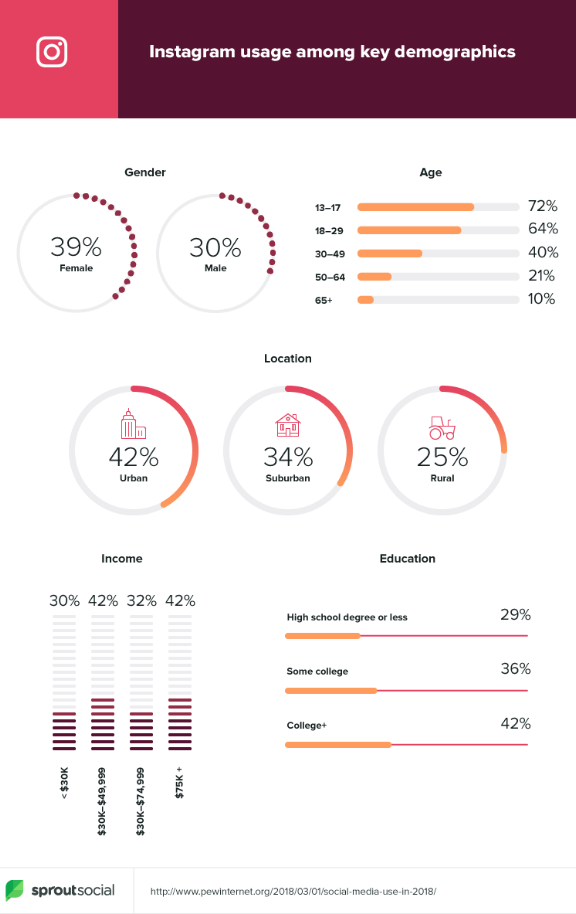 Instagram usage among key demographics
Gender
39%
Female
30%
Male
Age
13–17 72%
18–29 64%
30–49 40%
50–64 21%
65+ 10%
Location
42%
Urban
34%
Suburban
25%
Rural
Income
30% 42% 32% 42%
< $30K
$30K–$49,999
$30K–$74,999
$75K +
Education
High school degree or less 29%
Some college 36%
College+ 42%
sproutsocial
http://www.pewinternet.org/2018/03/01/social-media-use-in-2018/